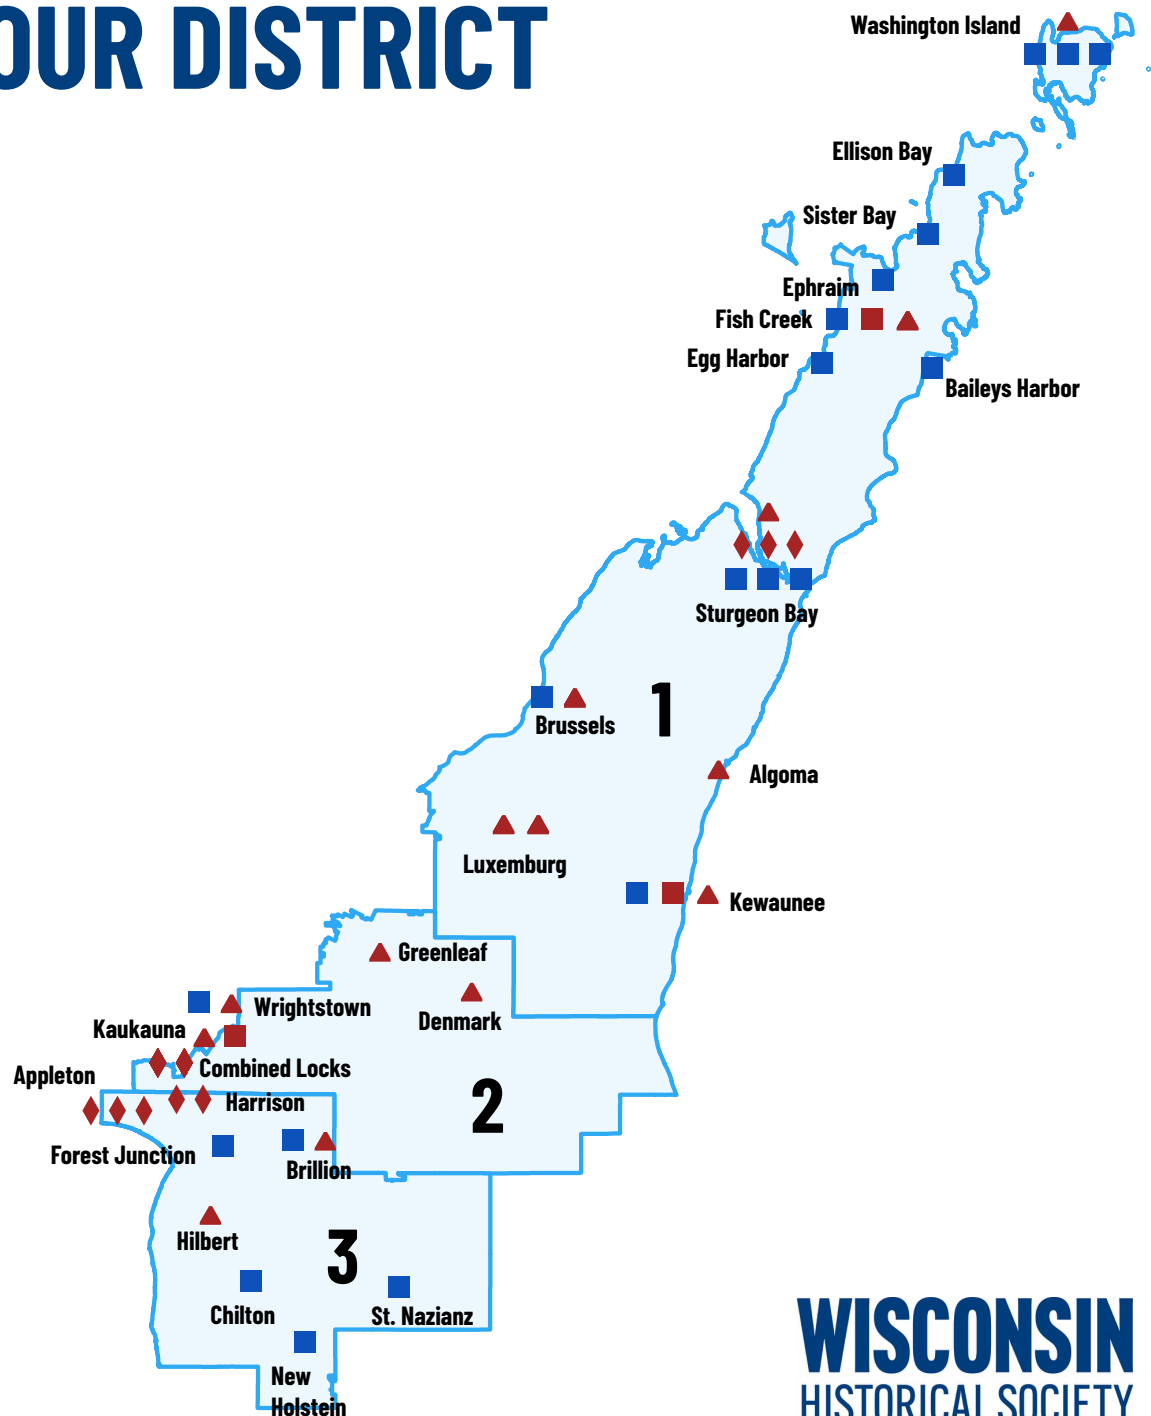 OUR DISTRICT
Washington Island
Ellison Bay
Sister Bay
Ephraim
Fish Creek
Egg Harbor
Baileys Harbor
Sturgeon Bay
1
Brussels
Algoma
Luxemburg
Kewaunee
Greenleaf
Denmark
Wrightstown
Kaukauna
Combined Locks
Appleton
Harrison
2
Forest Junction
Brillion
Hilbert
3
Chilton
St. Nazianz
New
Holstein
WISCONSIN
HISTORICAL SOCIETY